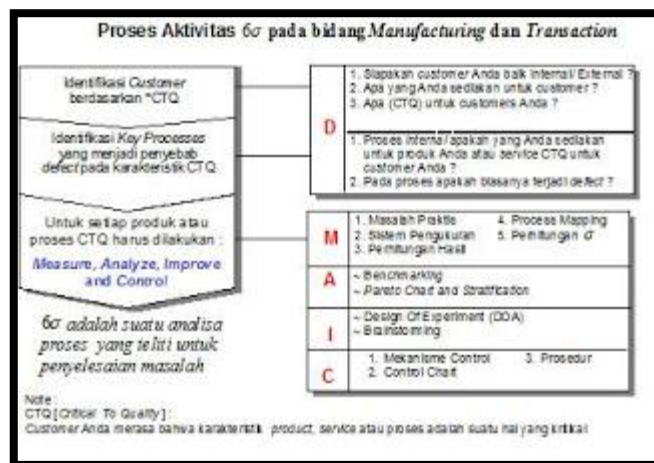 Proses Aktivitas 6σ pada bidang Manufacturing dan Transaction
Identifikasi Customer
berdasarkan *CTQ
Identifikasi Key Processes
yang menjadi penyebab
defect pada karakteristik CTQ
Untuk setiap produk atau
proses CTQ harus dilakukan :
Measure, Analyze, Improve
and Control
6σ adalah suatu analisa
proses yang teliti untuk
penyelesaian masalah
D
1. Siapakah customer Anda baik Internal/External ?
2. Apa yang Anda sediakan untuk customer ?
3. Apa (CTQ) untuk customers Anda ?
1. Proses Internal apakah yang Anda sediakan
untuk produk Anda atau service CTQ untuk
customer Anda ?
2. Pada proses apakah biasanya terjadi defect ?
M
1. Masalah Praktis
2. Sistem Pengukuran
3. Perhitungan Hasil
4. Process Mapping
5. Perhitungan σ
A
~ Benchmarking
~ Pareto Chart and Stratification
I
~ Design Of Experiment (DOA)
~ Brainstorming
C
1. Mekanisme Control
2. Control Chart
3. Prosedur
Note :
CTQ [Critical To Quality] :
Customer Anda merasa bahwa karakteristik product, service atau proses adalah suatu hal yang kritikal